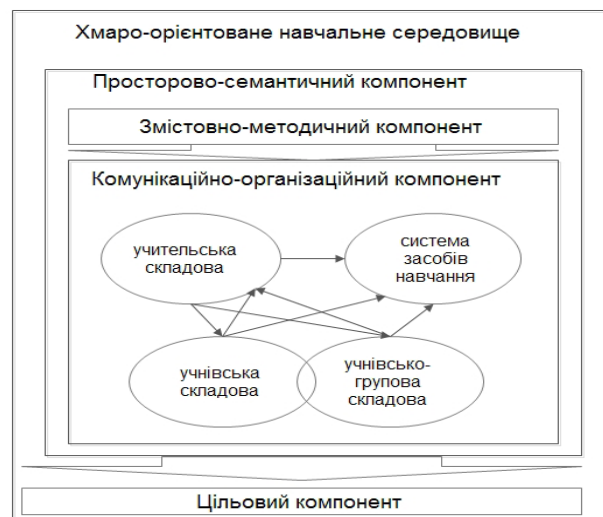 Хмаро-орієнтоване навчальне середовище
Просторово-семантичний компонент
Змістовно-методичний компонент
Комунікаційно-організаційний компонент
учительська
складова
система
засобів
навчання
учнівська
складова
учнівсько-
групова
складова
Цільовий компонент